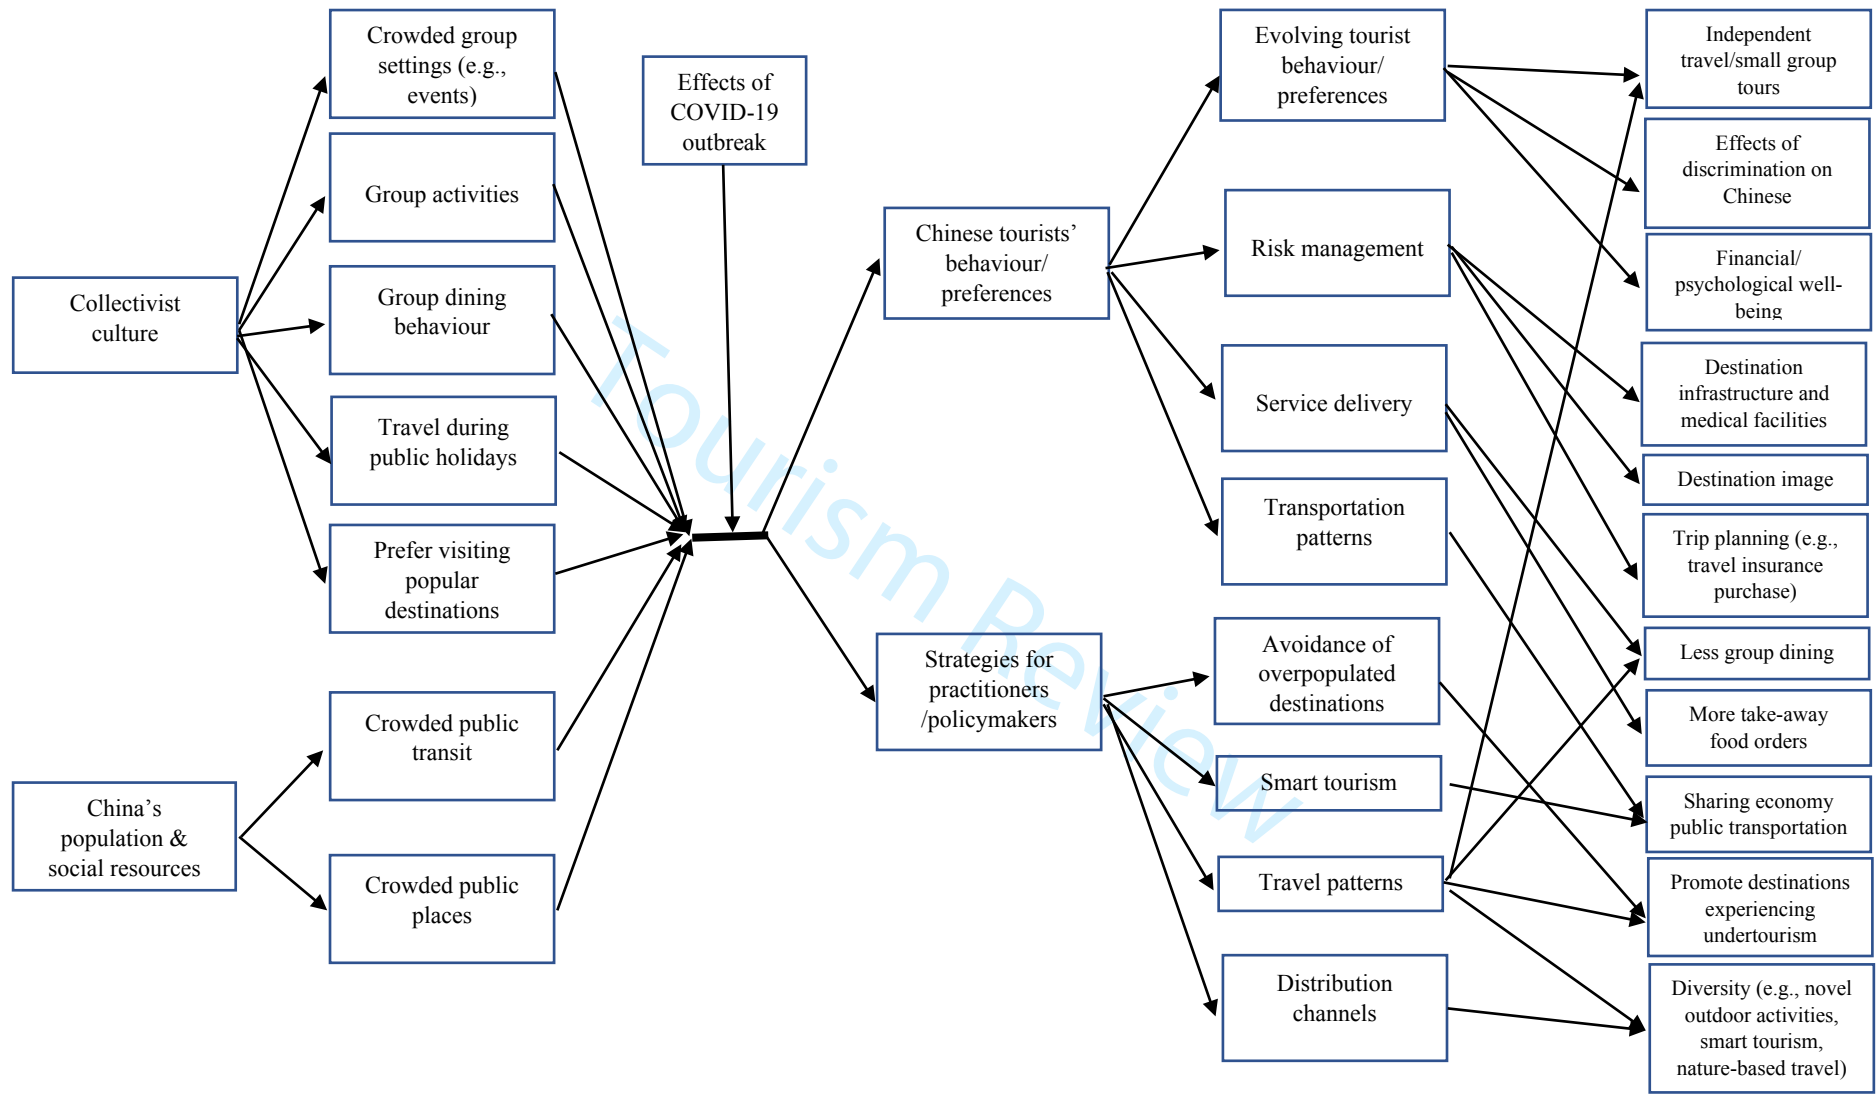 Crowded group
settings (e.g.,
events)
Group activities
Group dining
behaviour
Travel during
public holidays
Prefer visiting
popular
destinations
Crowded public
transit
Crowded public
places
Collectivist
culture
China's
population &
social resources
Effects of
COVID-19
outbreak
Chinese tourists'
behaviour/
preferences
Strategies for
practitioners
/policymakers
Evolving tourist
behaviour/
preferences
Risk management
Service delivery
Transportation
patterns
Avoidance of
overpopulated
destinations
Smart tourism
Travel patterns
Distribution
channels
Independent
travel/small group
tours
Effects of
discrimination on
Chinese
Financial/
psychological well-
being
Destination
infrastructure and
medical facilities
Destination image
Trip planning (e.g.,
travel insurance
purchase)
Less group dining
More take-away
food orders
Sharing economy
public transportation
Promote destinations
experiencing
undertourism
Diversity (e.g., novel
outdoor activities,
smart tourism,
nature-based travel)
Tourism Review